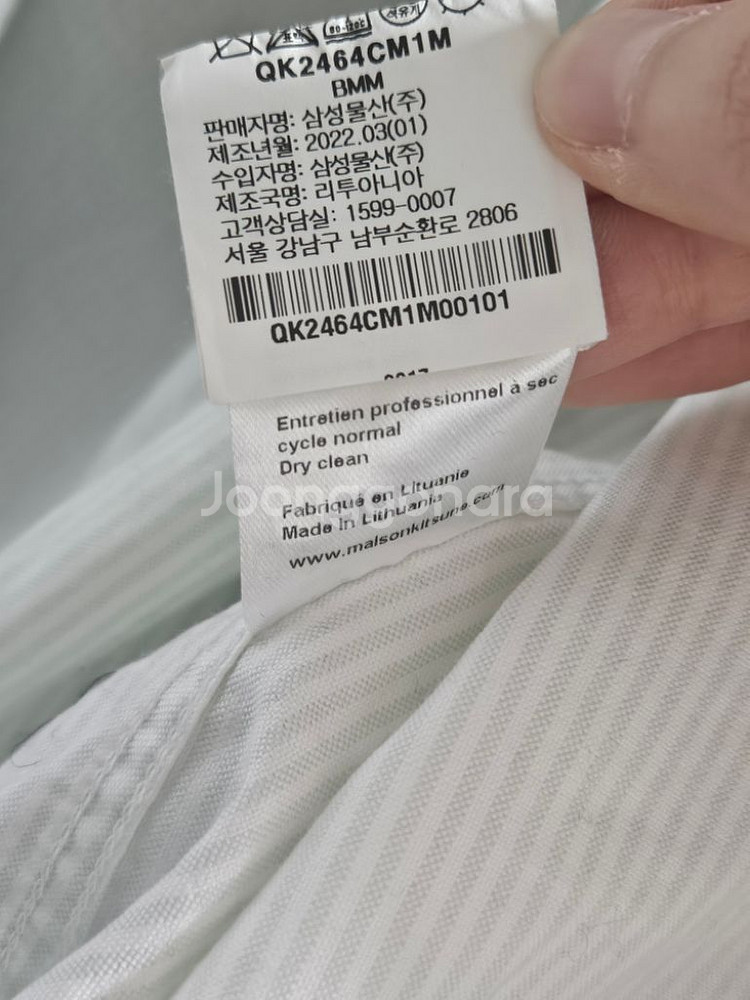 QK2464CM1M
BMM
판매자명: 삼성물산(주)
제조년월: 2022.03(01)
수입자명: 삼성물산(주)
제조국명: 리투아니아
고객상담실: 1599-0007
서울 강남구 남부순환로 2806
QK2464CM1M00101
Entretien professionnel à sec
cycle normal
Dry clean
Fabriqué en Lituanie
Made In Lithuania
www.maisonkitsune.com
Joonggonara